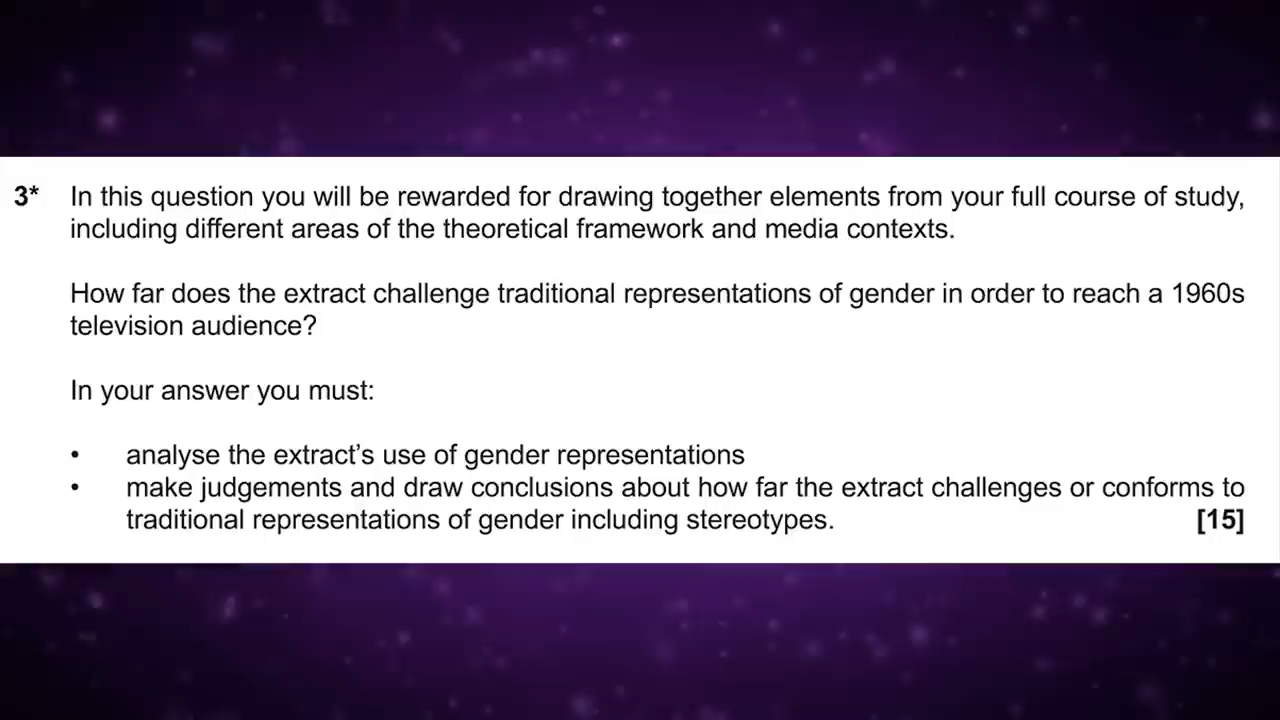 3* In this question you will be rewarded for drawing together elements from your full course of study,
including different areas of the theoretical framework and media contexts.
How far does the extract challenge traditional representations of gender in order to reach a 1960s
television audience?
In your answer you must:
• analyse the extract’s use of gender representations
• make judgements and draw conclusions about how far the extract challenges or conforms to
traditional representations of gender including stereotypes. [15]